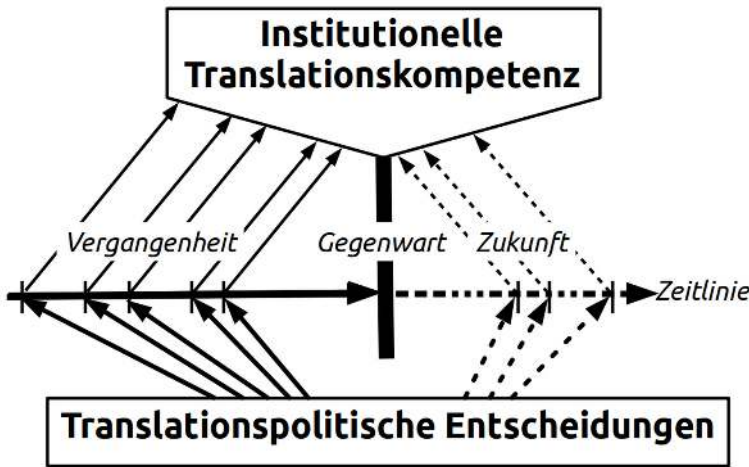 Institutionelle
Translationskompetenz
Vergangenheit Gegenwart Zukunft
Zeitlinie
Translationspolitische Entscheidungen